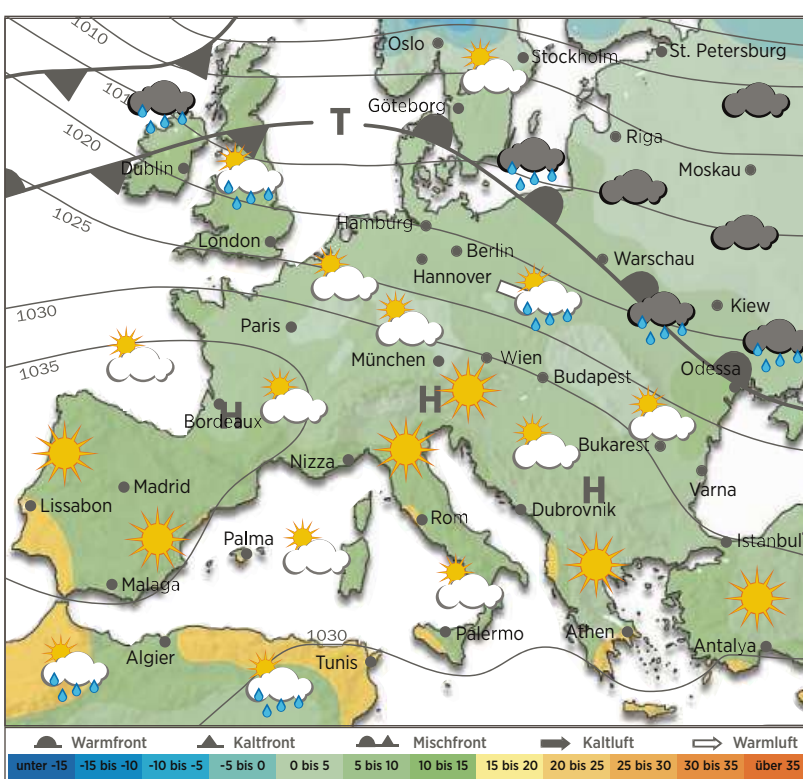 1010
Oslo
Stockholm
St. Petersburg
101
Göteborg
T
1020
Riga
Dublin
Moskau
1025
Hamburg
London
Berlin
Hannover
Warschau
1030
Kiew
Paris
1035
München
Wien
Budapest
Odessa
H
H
Bordeaux
Bukarest
Nizza
H
Varna
Madrid
Lissabon
Rom
Dubrovnik
Palma
Istanbul
Malaga
1030
Palermo
Athen
Algier
Tunis
Antalya
Warmfront Kaltfront Mischfront Kaltluft Warmluft
unter -15 -15 bis -10 -10 bis -5 -5 bis 0 0 bis 5 5 bis 10 10 bis 15 15 bis 20 20 bis 25 25 bis 30 30 bis 35 über 35